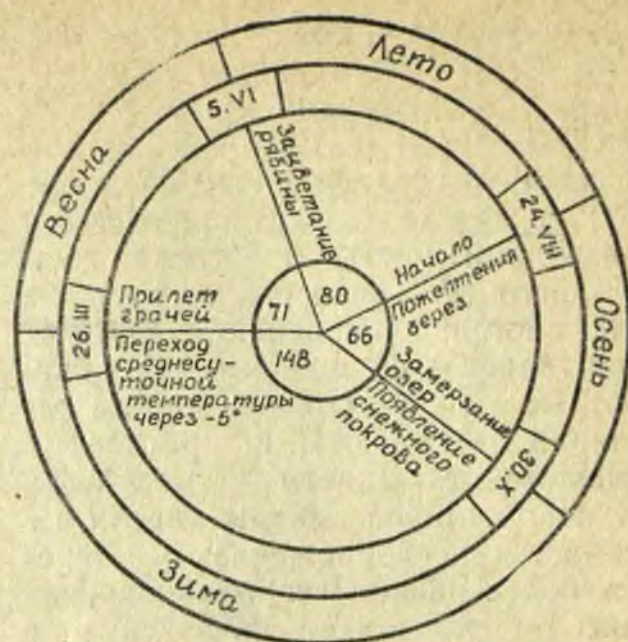 Лето
Весна
5.VI
Зацветание
рябины
24.VIII
Начало
Пожелтения
берез
Осень
26.III
Прилет
грачей
71
80
66
148
Переход
среднесу-
точной
температуры
через -5°
Замерзание
озер
Появление
снежного
покрова
30.X
Зима